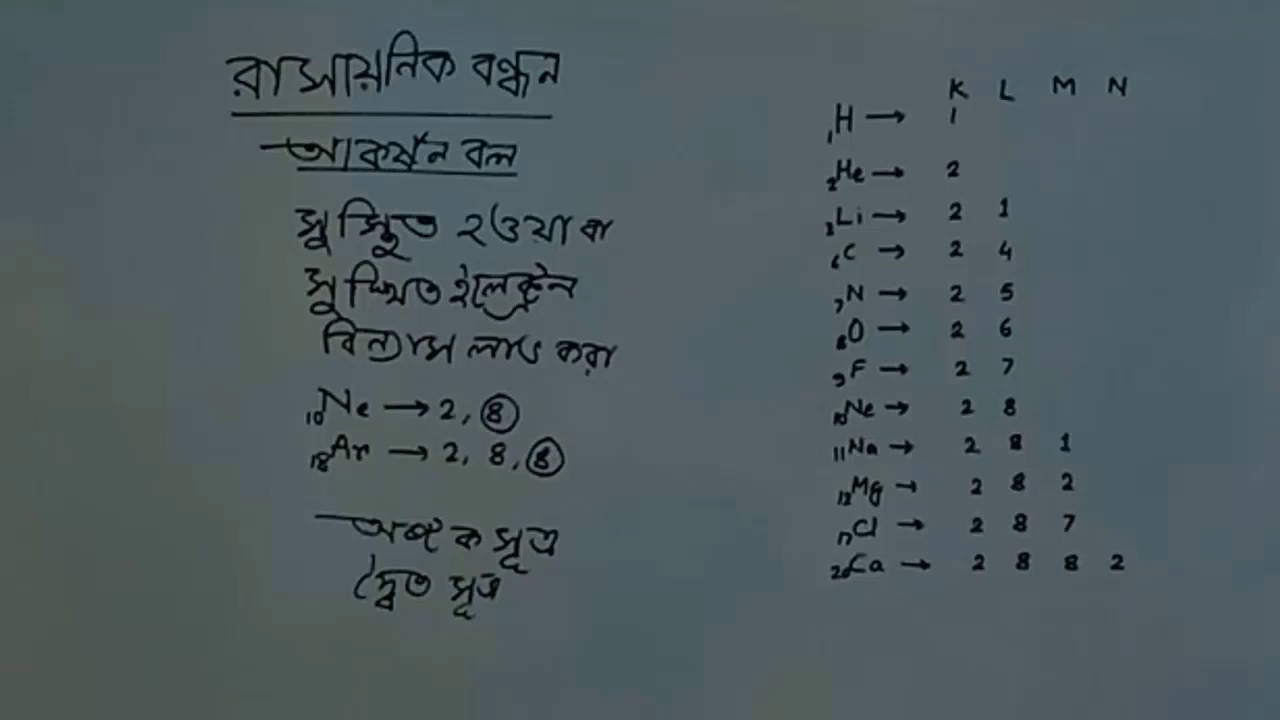 রাসায়নিক বন্ধন
আকর্ষন বল
সুস্থিত হওয়া বা
সুস্থিত ইলেক্ট্রন
বিন্যাস লাভ করা
10Ne → 2, 8
18Ar → 2, 8, 8
অষ্টক সূত্র
দ্বৈত সূত্র
K L M N
1H → 1
2He → 2
3Li → 2 1
6C → 2 4
7N → 2 5
8O → 2 6
9F → 2 7
10Ne → 2 8
11Na → 2 8 1
12Mg → 2 8 2
17Cl → 2 8 7
20Ca → 2 8 8 2